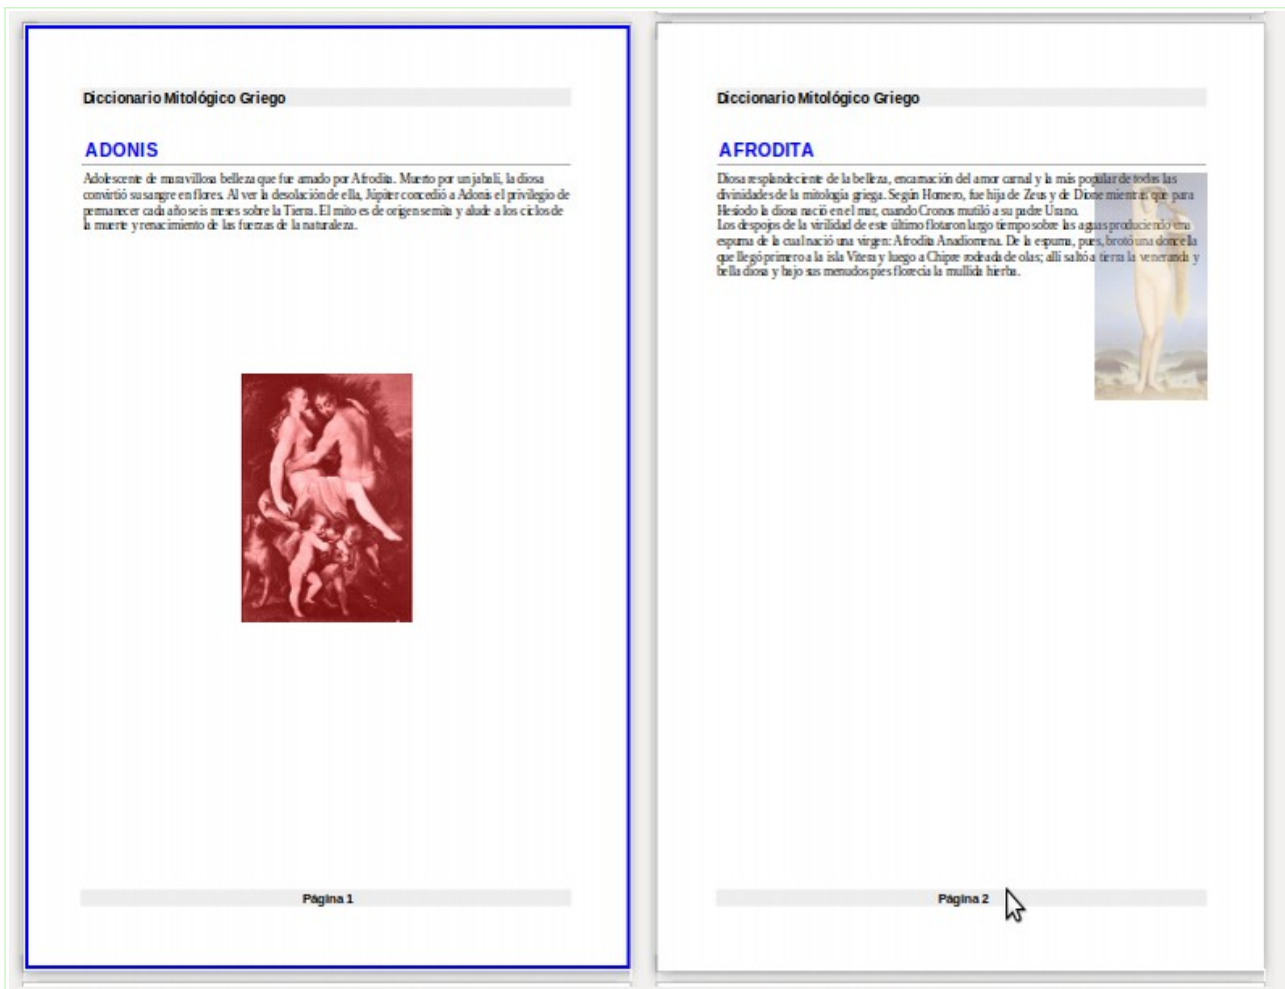 Diccionario Mitológico Griego
ADONIS
Adolescente de maravillosa belleza que fue amado por Afrodita. Muerto por un jabalí, la diosa
convirtió su sangre en flores. Al ver la desolación de ella, Júpiter concedió a Adonis el privilegio de
permanecer cada año seis meses sobre la Tierra. El mito es de origen semita y alude a los ciclos de
la muerte y renacimiento de las fuerzas de la naturaleza.
Página 1
Diccionario Mitológico Griego
AFRODITA
Diosa resplandeciente de la belleza, encarnación del amor carnal y la más popular de todos las
divinidades de la mitología griega. Según Homero, fue hija de Zeus y de Dione mientras que para
Hesíodo la diosa nació en el mar, cuando Cronos mutiló a su padre Urano.
Los despojos de la virilidad de este último flotaron largo tiempo sobre las aguas produciendo una
espuma de la cual nació una virgen: Afrodita Anadiomena. De la espuma, pues, brotó una doncella
que llegó primero a la isla Vitera y luego a Chipre rodeada de olas; allí saltó a tierra la veneranda y
bella diosa y bajo sus menudos pies florecía la mullida hierba.
Página 2